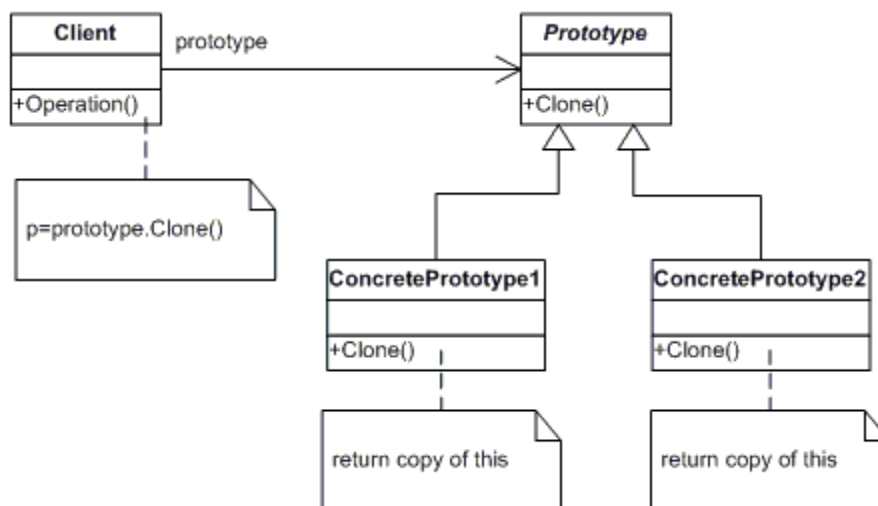 Client
prototype
Prototype
+Operation()
+Clone()
p=prototype.Clone()
ConcretePrototype1
ConcretePrototype2
+Clone()
+Clone()
return copy of this
return copy of this